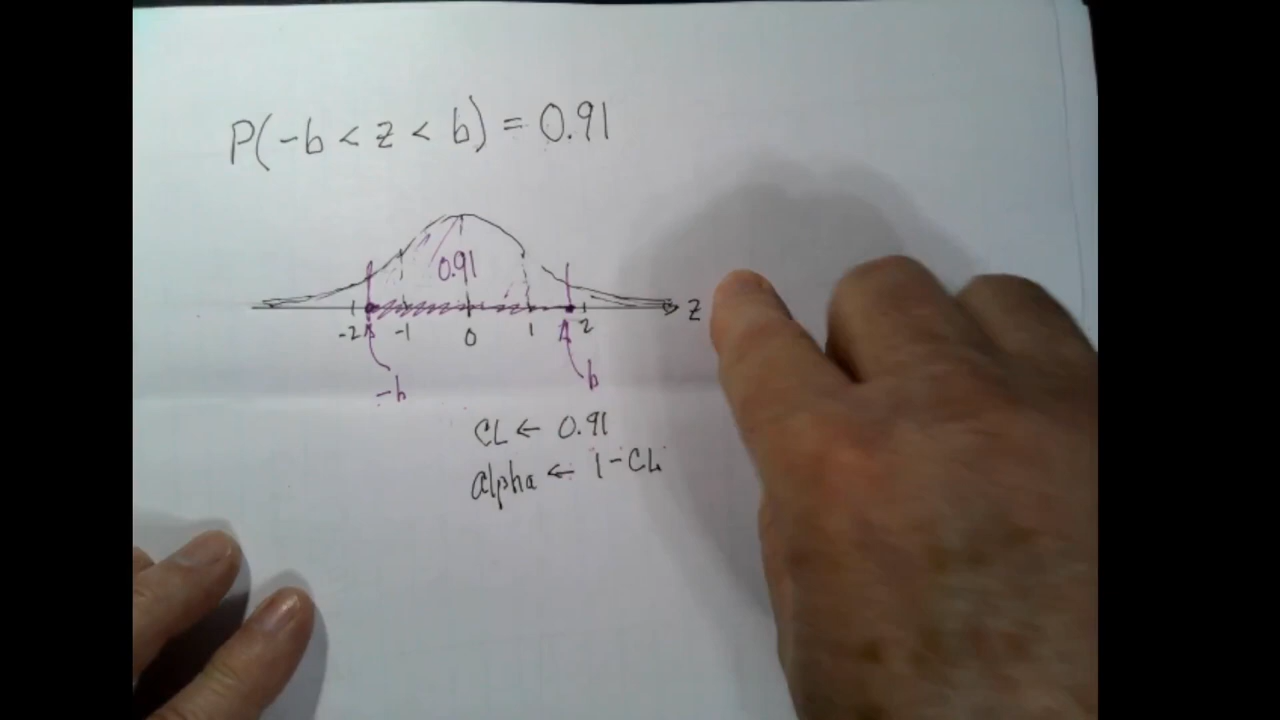 P(-b < z < b) = 0.91
0.91
-2 -1 0 1 2 z
-b b
CL ← 0.91
alpha ← 1-CL